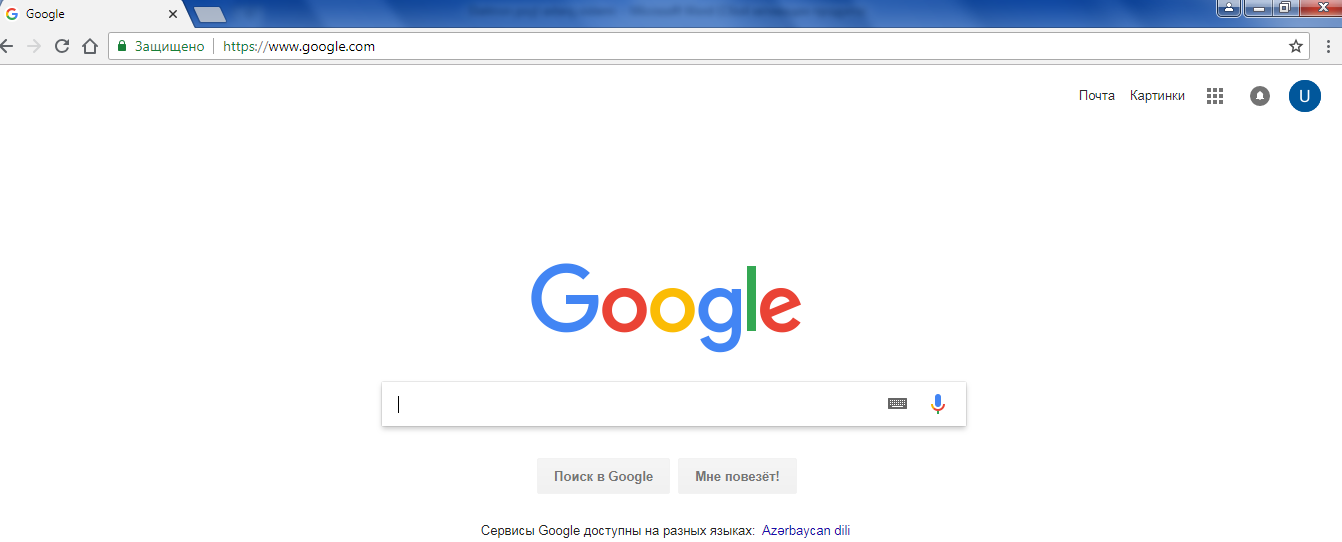 Google
Защищено https://www.google.com
Почта Картинки U
Google
Поиск в Google Мне повезёт!
Сервисы Google доступны на разных языках: Azərbaycan dili